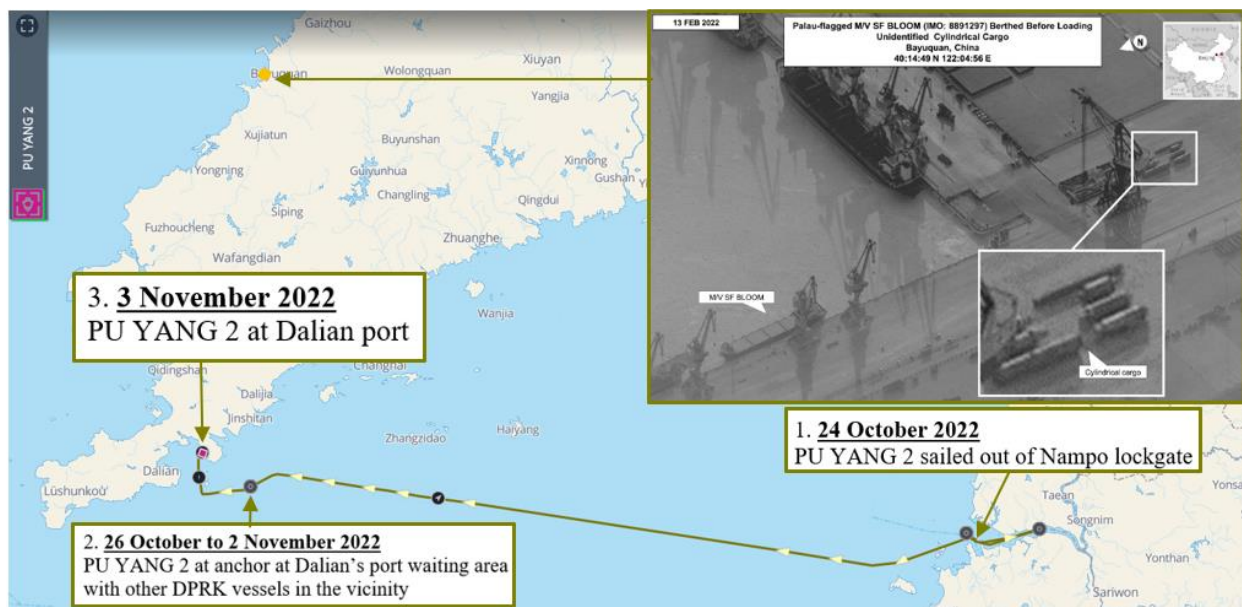 PU YANG 2
Gaizhou
Bayuquan
Wolongquan
Xiuyan
Yangjia
Xujiatun
Buyunshan
Xinnong
Yongning
Guiyunhua
Gushan
Changling
Siping
Qingdui
Fuzhoucheng
Zhuanghe
Wafangdian
13 FEB 2022
Palau-flagged M/V SF BLOOM (IMO: 8891297) Berthed Before Loading
Unidentified Cylindrical Cargo
Bayuquan, China
40:14:49 N 122:04:56 E
N
Beijing
M/V SF BLOOM
Cylindrical cargo
3. 3 November 2022
PU YANG 2 at Dalian port
Wanjia
Qidingshan
Changhai
Dalijia
Jinshitan
Zhangzidao
Haiyang
Dalian
Lüshunkou
1. 24 October 2022
PU YANG 2 sailed out of Nampo lockgate
Taean
Songnim
Yonthan
Sariwon
2. 26 October to 2 November 2022
PU YANG 2 at anchor at Dalian's port waiting area
with other DPRK vessels in the vicinity